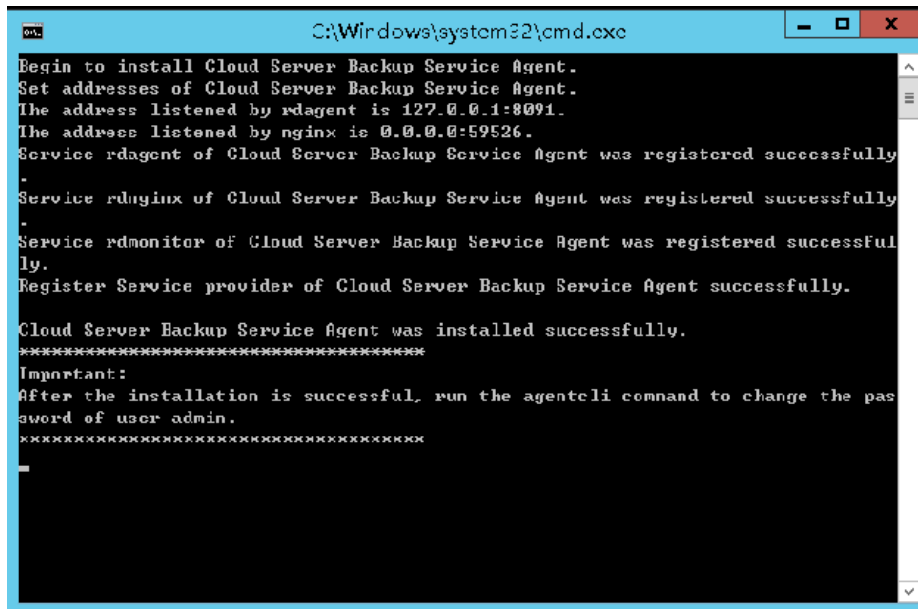 C:\Windows\system32\cmd.exe
Begin to install Cloud Server Backup Service Agent.
Set addresses of Cloud Server Backup Service Agent.
The address listened by rdagent is 127.0.0.1:8091.
The address listened by nginx is 0.0.0.0:59526.
Service rdagent of Cloud Server Backup Service Agent was registered successfully
.
Service rdnginx of Cloud Server Backup Service Agent was registered successfully
.
Service rdmonitor of Cloud Server Backup Service Agent was registered successful
ly.
Register Service provider of Cloud Server Backup Service Agent successfully.
Cloud Server Backup Service Agent was installed successfully.
*************************************
Important:
After the installation is successful, run the agentcli command to change the pas
sword of user admin.
*************************************